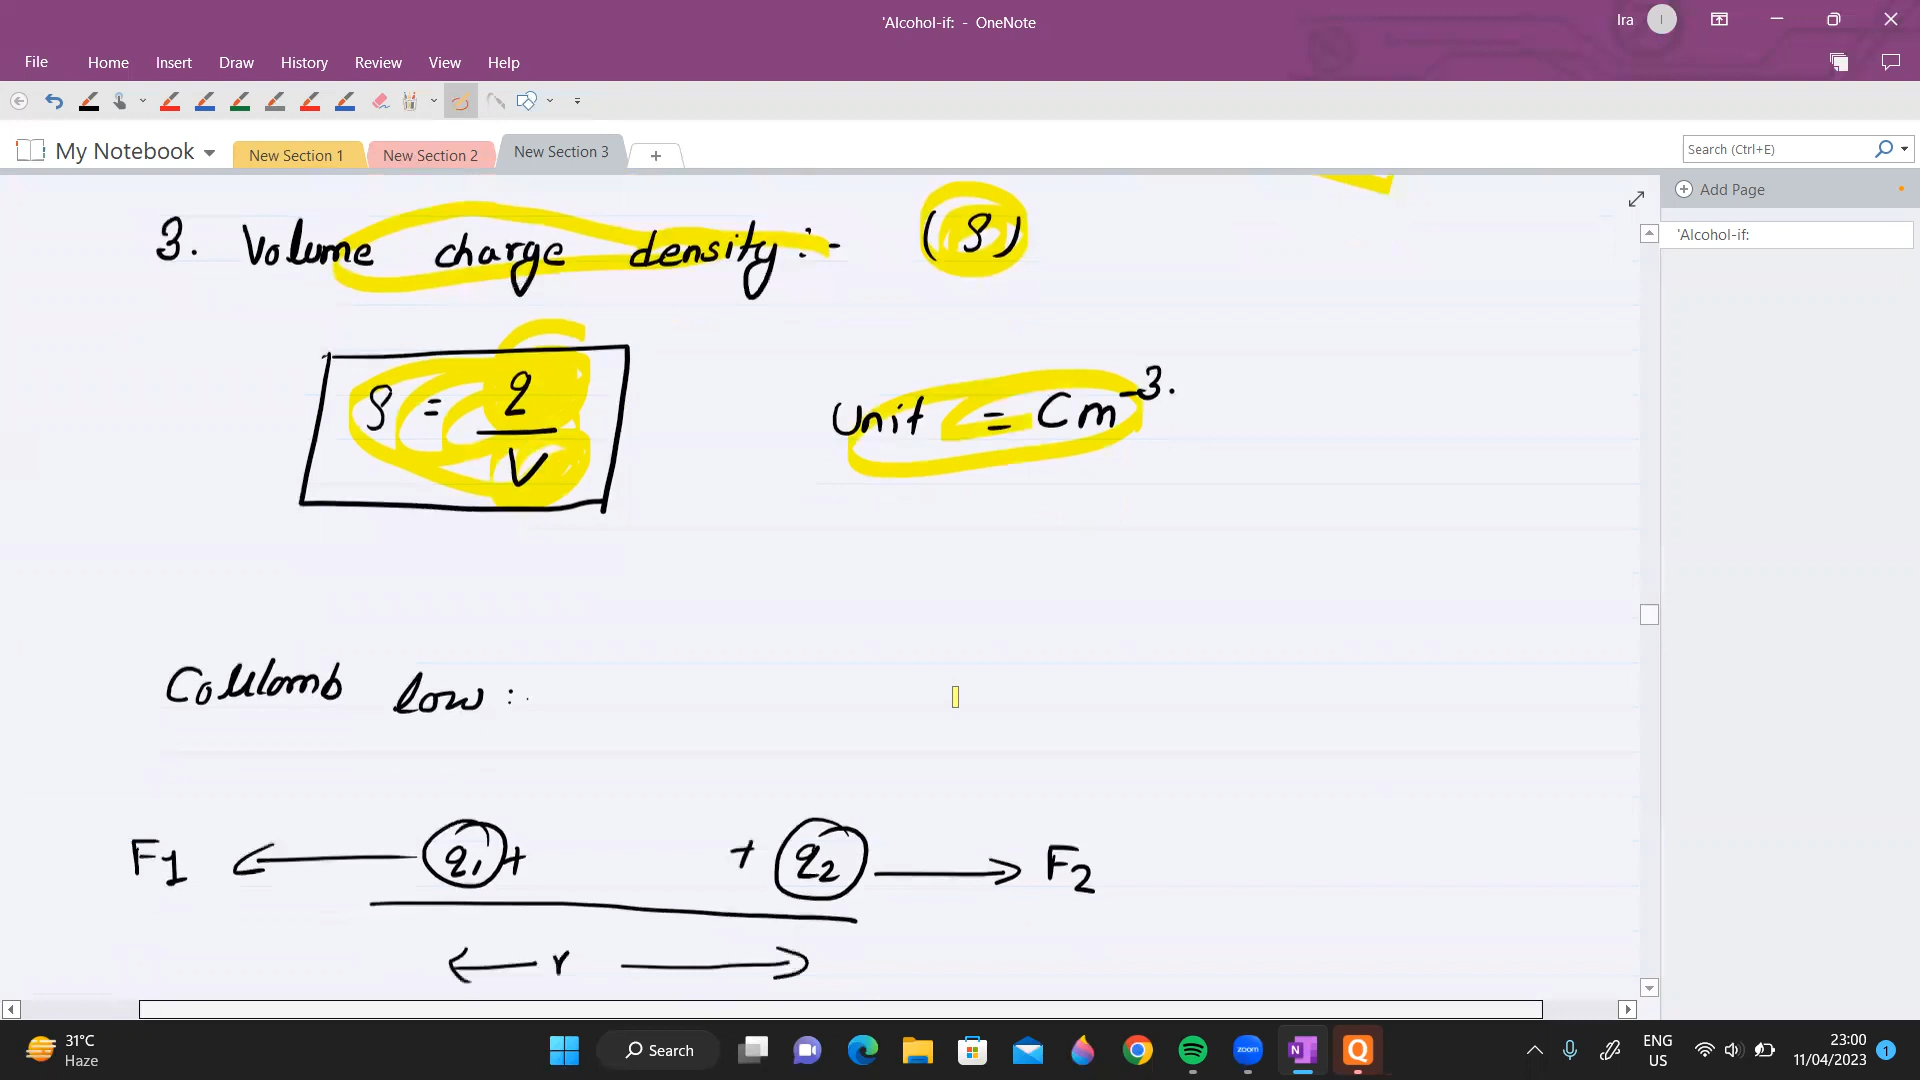 'Alcohol-if: - OneNote
Ira I
File Home Insert Draw History Review View Help
My Notebook New Section 1 New Section 2 New Section 3 +
Search (Ctrl+E)
Add Page
'Alcohol-if:
3. Volume charge density :- (ρ)
ρ = q
V
Unit = Cm⁻³.
Coulomb low :-
F1 q₁ + + q₂ F2
r
31°C
Haze
Search
zoom
N
Q
ENG
US
23:00
11/04/2023
1